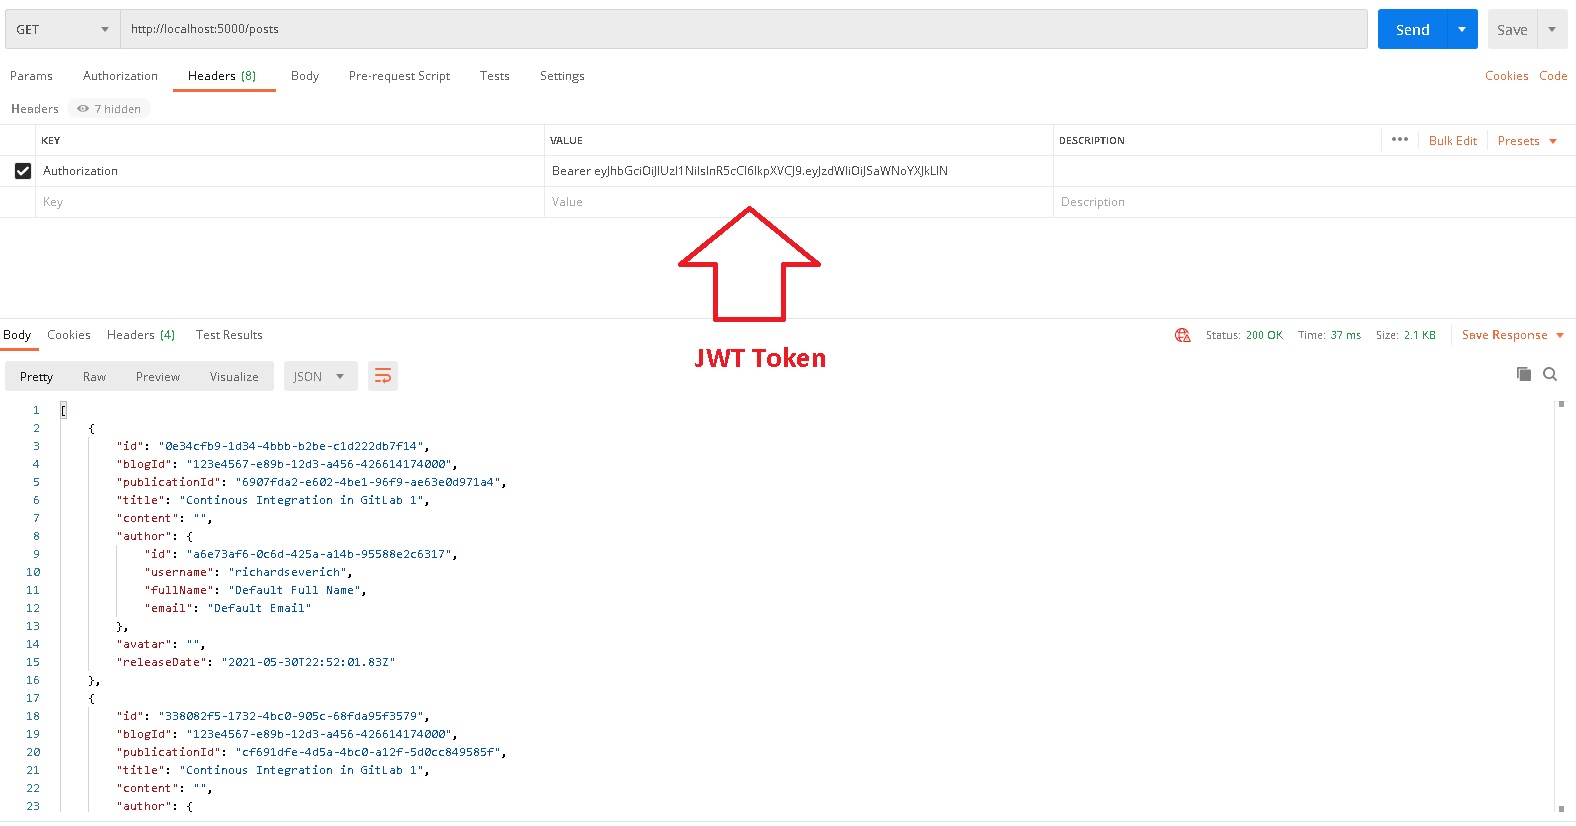 GET http://localhost:5000/posts Send Save
Params Authorization Headers (8) Body Pre-request Script Tests Settings Cookies Code
Headers 7 hidden
KEY VALUE DESCRIPTION ••• Bulk Edit Presets
Authorization Bearer eyJhbGciOiJIUzI1NiIsInR5cCI6IkpXVCJ9.eyJzdWIiOiJSaWNoYXJkLlN
Key Value Description
JWT Token
Body Cookies Headers (4) Test Results Status: 200 OK Time: 37 ms Size: 2.1 KB Save Response
Pretty Raw Preview Visualize JSON
1 [
2 {
3 "id": "0e34cfb9-1d34-4bbb-b2be-c1d222db7f14",
4 "blogId": "123e4567-e89b-12d3-a456-426614174000",
5 "publicationId": "6907fda2-e602-4be1-96f9-ae63e0d971a4",
6 "title": "Continous Integration in GitLab 1",
7 "content": "",
8 "author": {
9 "id": "a6e73af6-0c6d-425a-a14b-95588e2c6317",
10 "username": "richardseverich",
11 "fullName": "Default Full Name",
12 "email": "Default Email"
13 },
14 "avatar": "",
15 "releaseDate": "2021-05-30T22:52:01.83Z"
16 },
17 {
18 "id": "338082f5-1732-4bc0-905c-68fda95f3579",
19 "blogId": "123e4567-e89b-12d3-a456-426614174000",
20 "publicationId": "cf691dfe-4d5a-4bc0-a12f-5d0cc849585f",
21 "title": "Continous Integration in GitLab 1",
22 "content": "",
23 "author": {